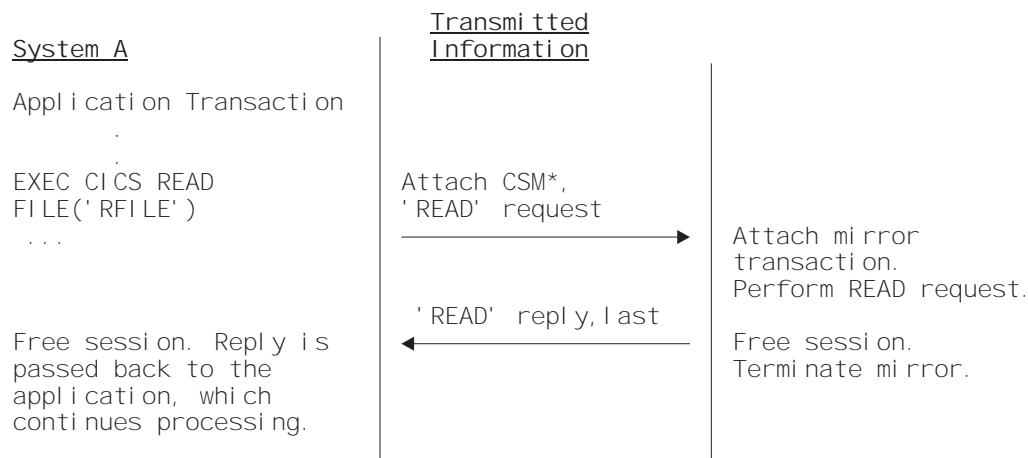 Transmitted
System A
Information
Application Transaction
.
.
EXEC CICS READ
FILE('RFILE')
...
Attach CSM*,
'READ' request
Attach mirror
transaction.
Perform READ request.
'READ' reply,last
Free session. Reply is
passed back to the
application, which
continues processing.
Free session.
Terminate mirror.